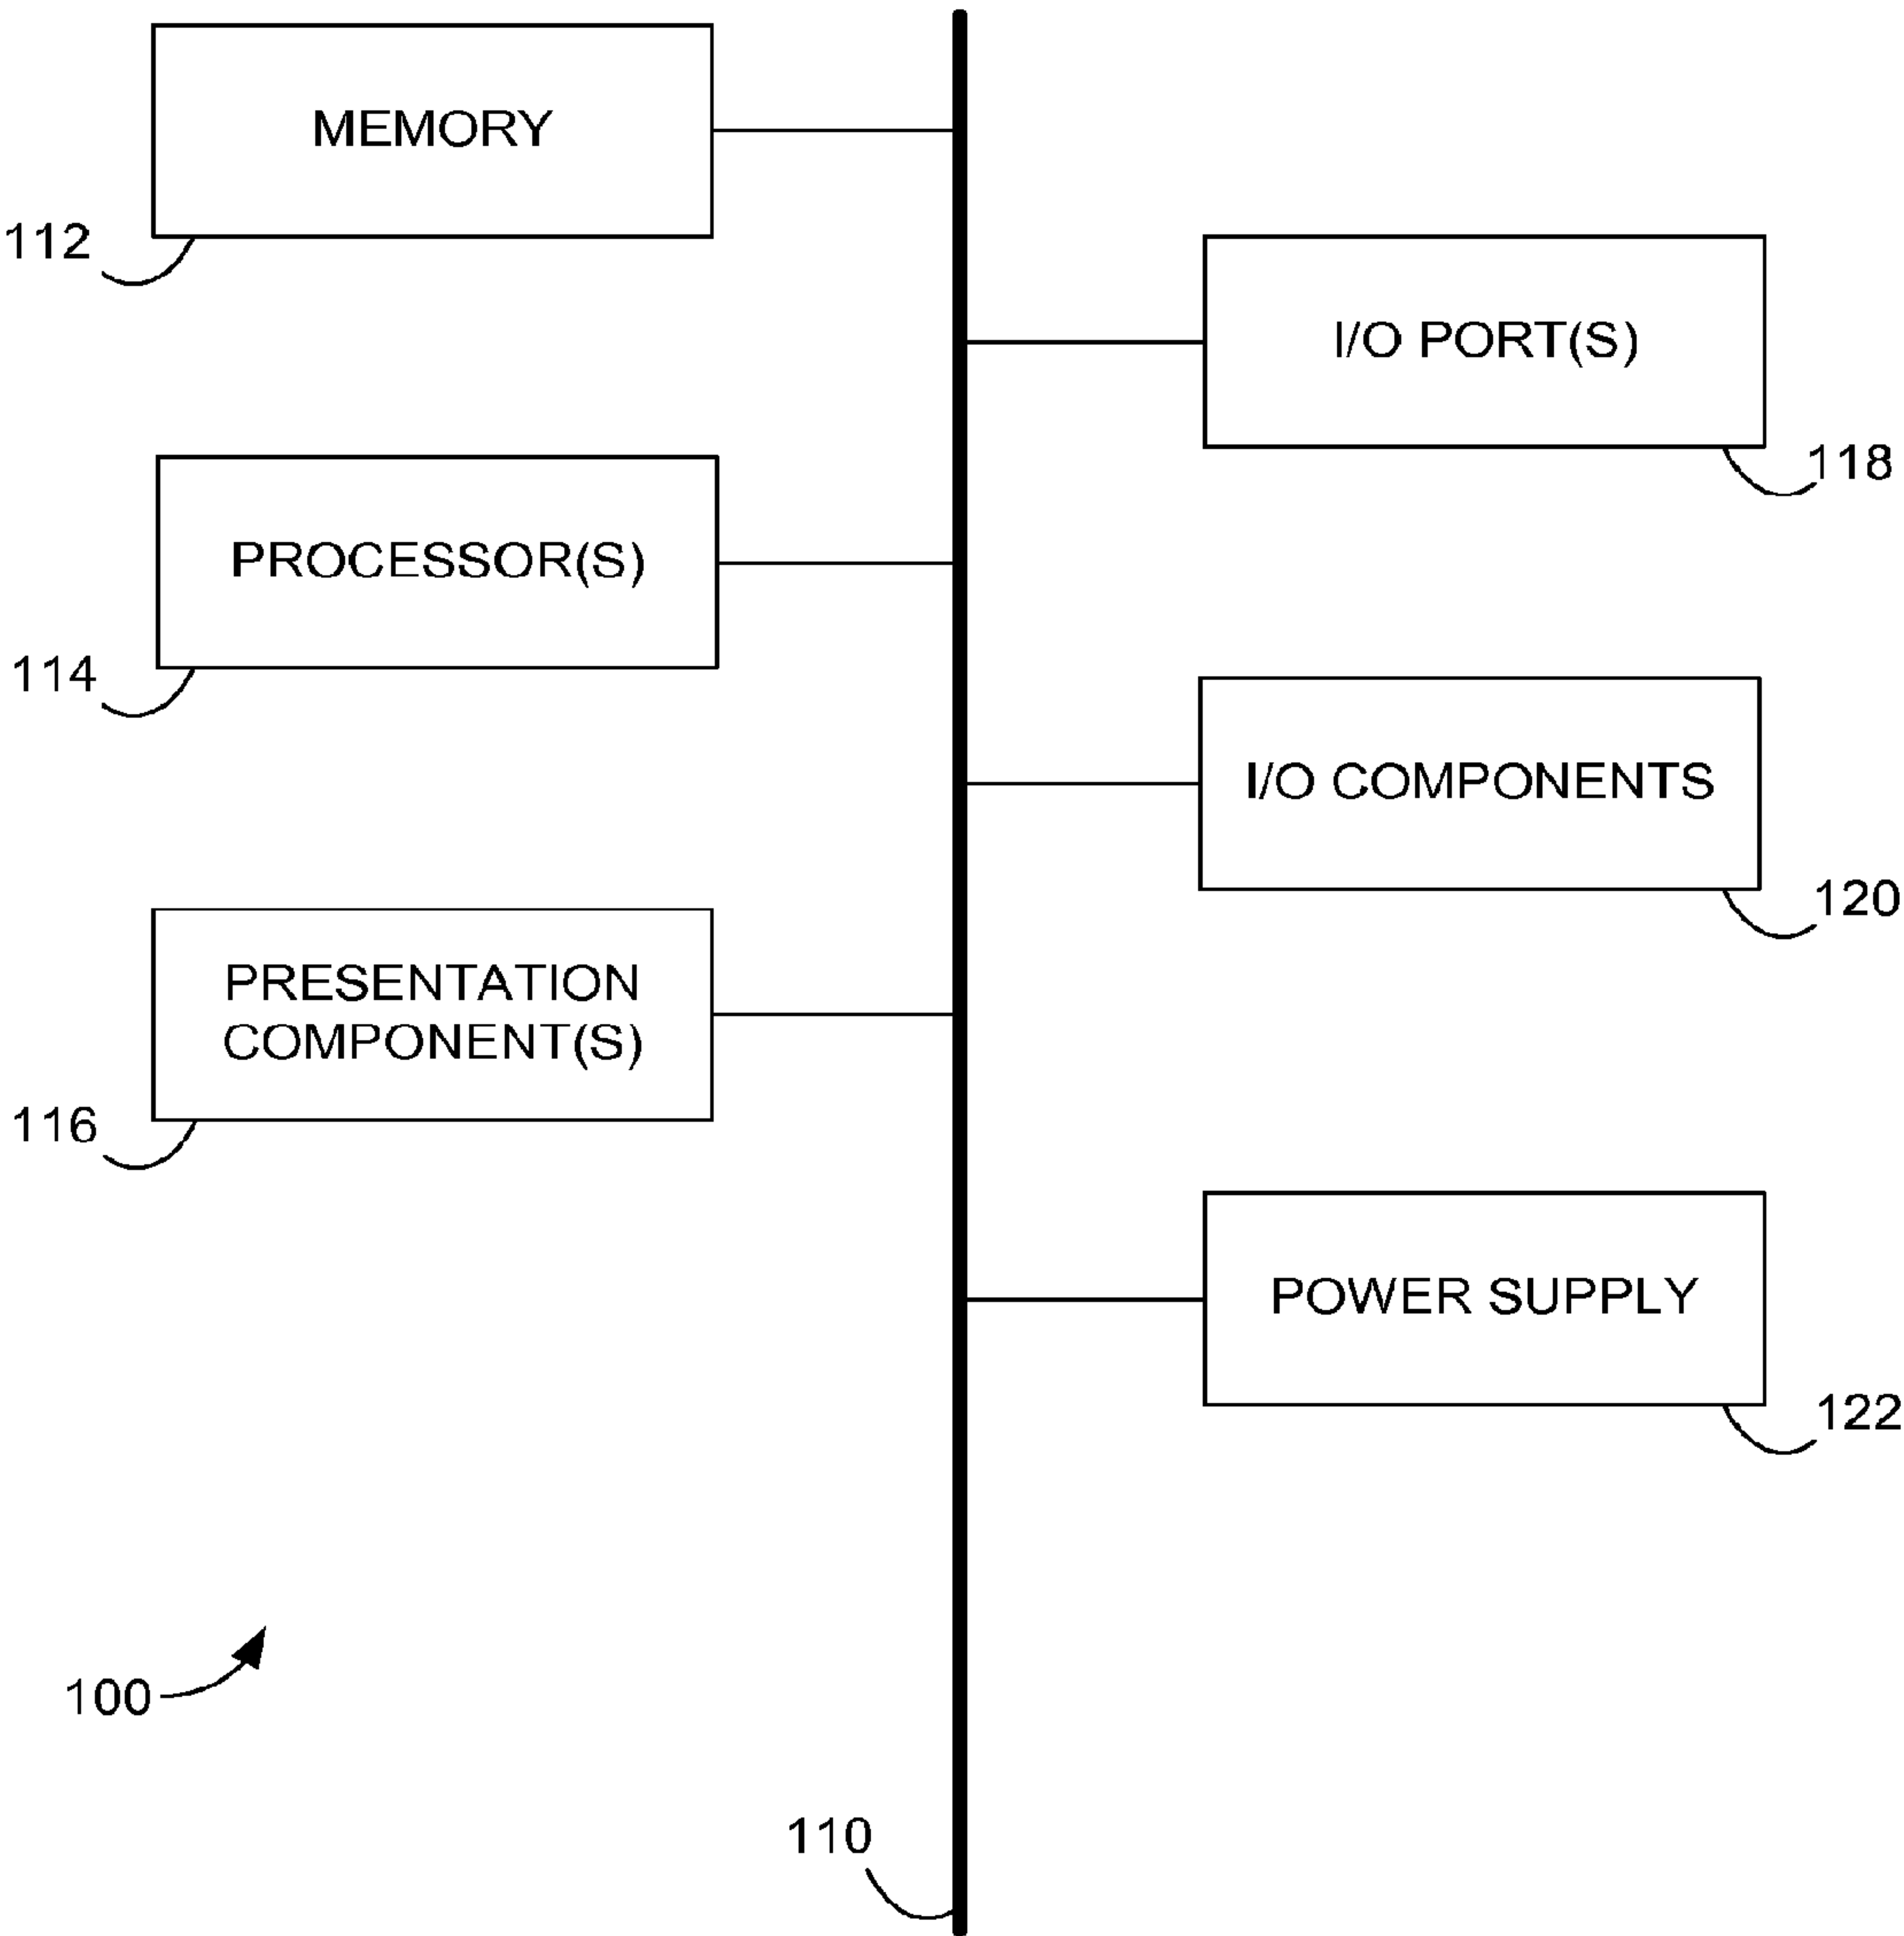 MEMORY
112
I/O PORT(S)
118
PROCESSOR(S)
114
I/O COMPONENTS
120
PRESENTATION
COMPONENT(S)
116
POWER SUPPLY
122
100
110